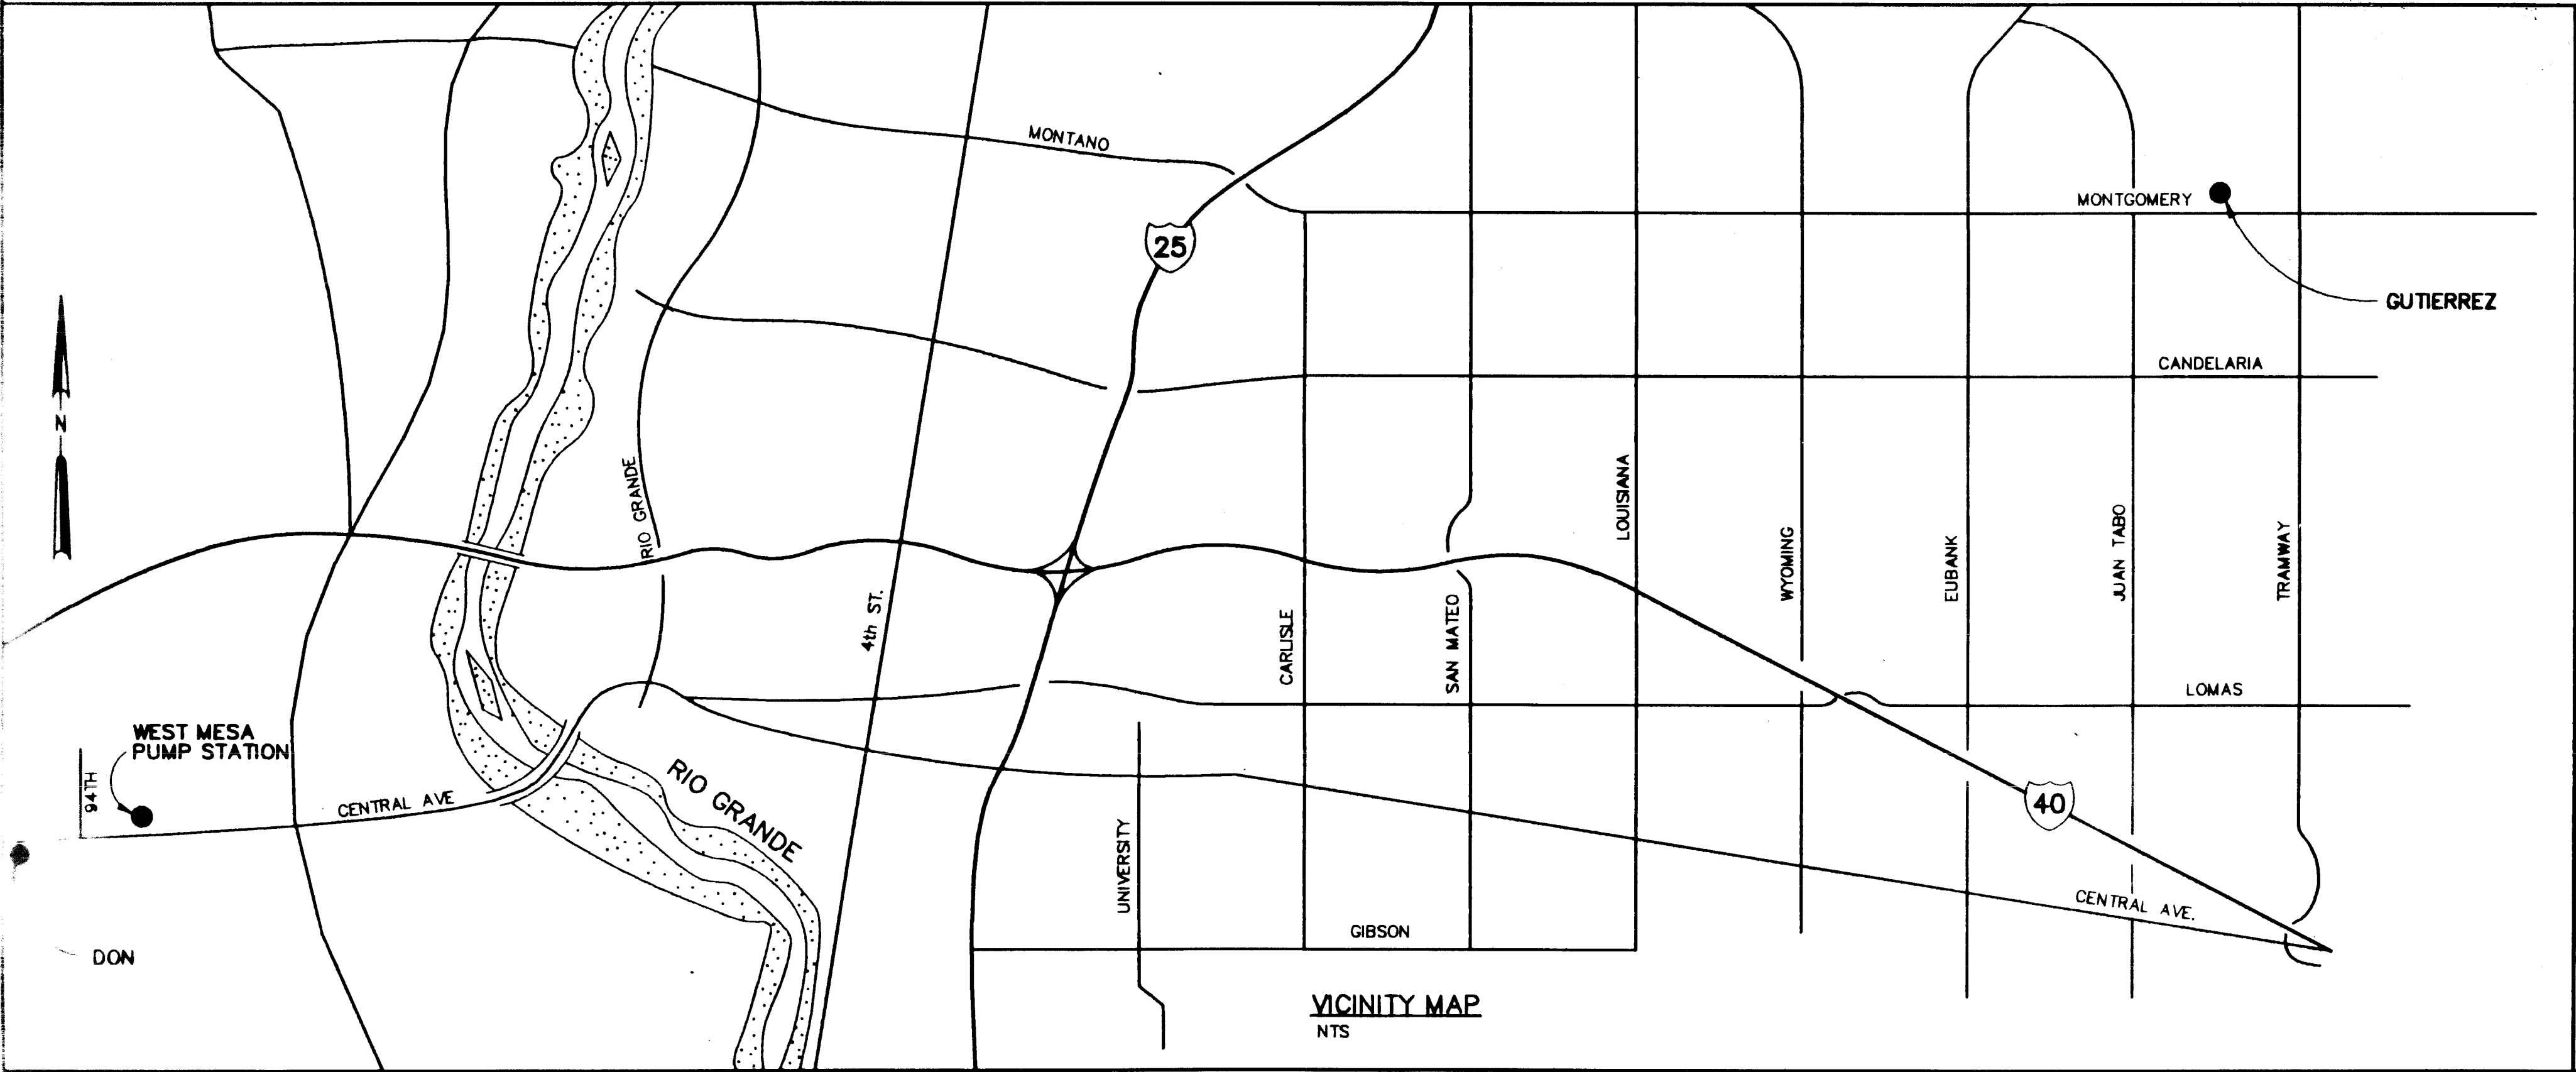 MONTANO
MONTGOMERY
25
GUTIERREZ
CANDELARIA
N
RIO GRANDE
LOUISIANA
WYOMING
EUBANK
JUAN TABO
TRAMWAY
4th ST.
CARLISLE
SAN MATEO
LOMAS
WEST MESA
PUMP STATION
94TH
CENTRAL AVE
RIO GRANDE
40
UNIVERSITY
CENTRAL AVE.
GIBSON
DON
VICINITY MAP
NTS